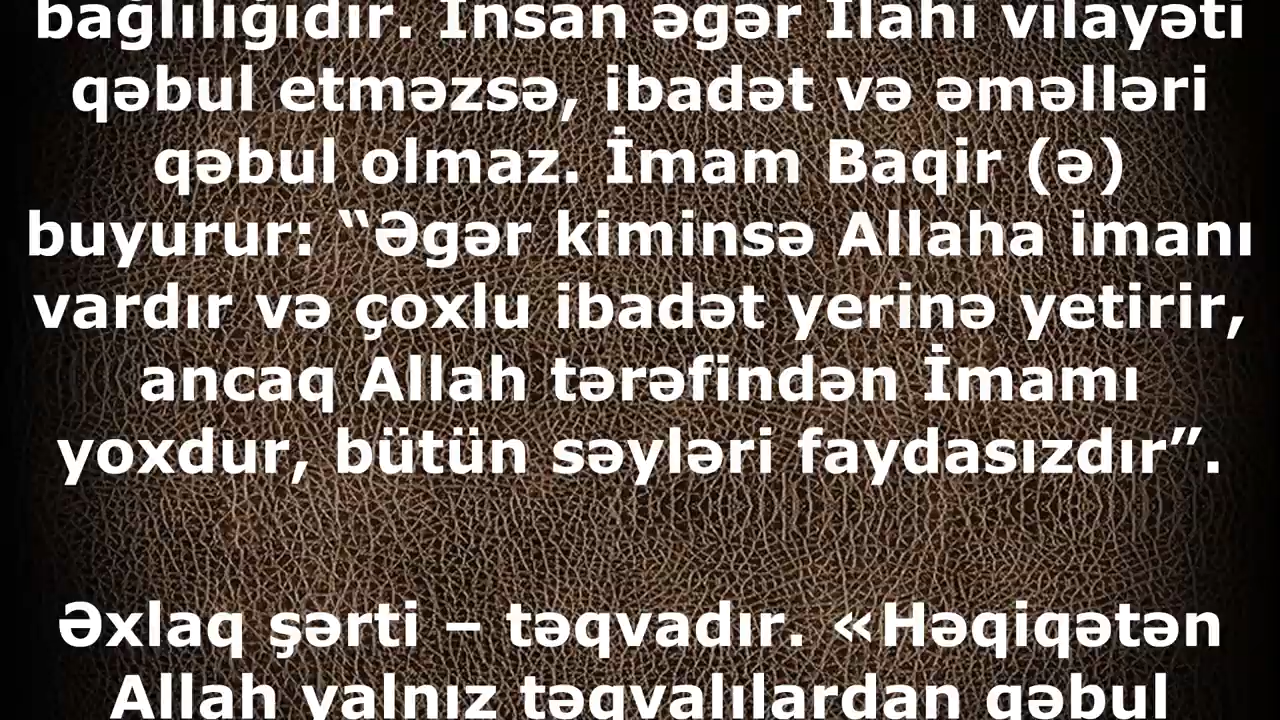 bağlılığıdır. İnsan əgər İlahi vilayəti
qəbul etməzsə, ibadət və əməlləri
qəbul olmaz. İmam Baqir (ə)
buyurur: “Əgər kiminsə Allaha imanı
vardır və çoxlu ibadət yerinə yetirir,
ancaq Allah tərəfindən İmamı
yoxdur, bütün səyləri faydasızdır”.
Əxlaq şərti – təqvadır. «Həqiqətən
Allah yalnız təqvalılardan qəbul